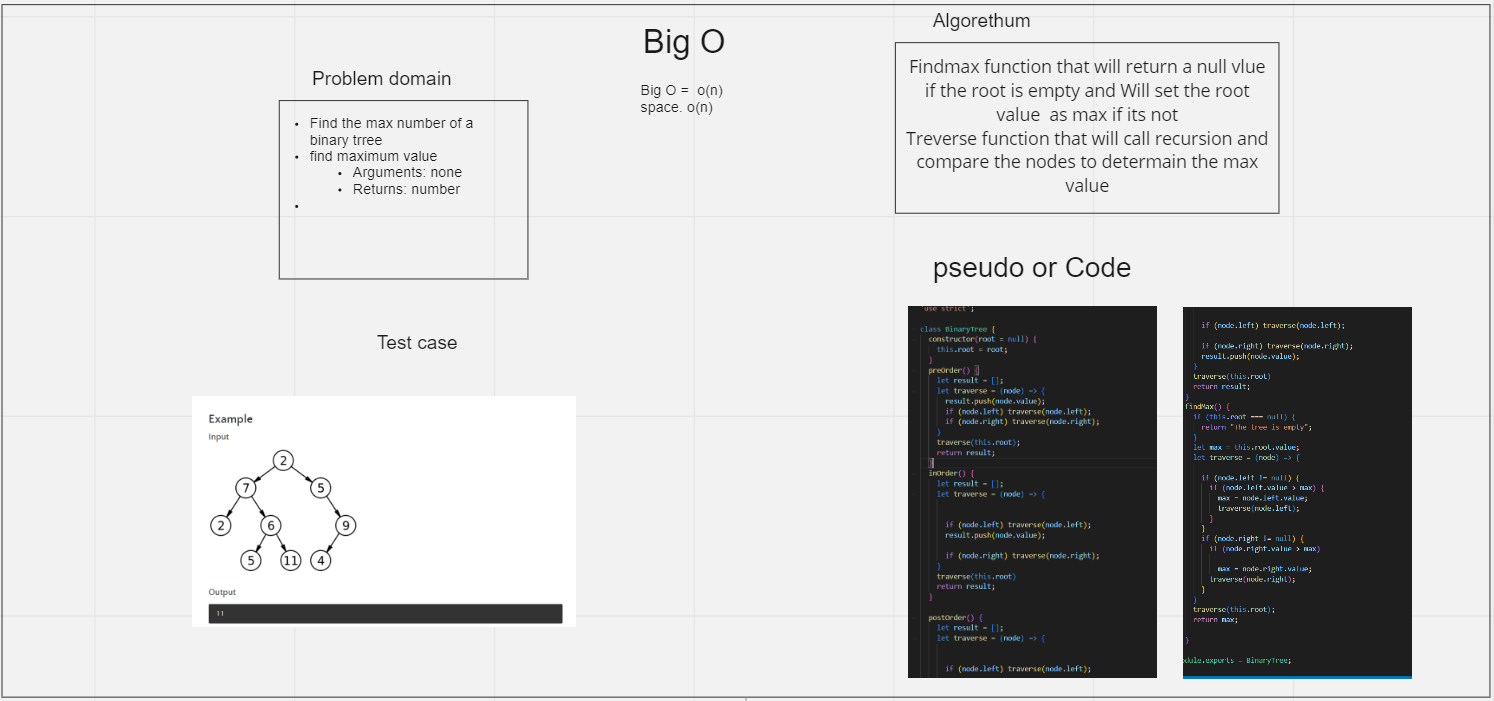 Problem domain
• Find the max number of a
binary trree
• find maximum value
• Arguments: none
• Returns: number
•
Test case
Example
Input
2
7 5
2 6 9
5 11 4
Output
11
Big O
Big O = o(n)
space. o(n)
Algorethum
Findmax function that will return a null vlue
if the root is empty and Will set the root
value as max if its not
Treverse function that will call recursion and
compare the nodes to determain the max
value
pseudo or Code
'use strict';
class BinaryTree {
constructor(root = null) {
this.root = root;
}
preOrder() {
let result = [];
let traverse = (node) => {
result.push(node.value);
if (node.left) traverse(node.left);
if (node.right) traverse(node.right);
}
traverse(this.root);
return result;
}
inOrder() {
let result = [];
let traverse = (node) => {
if (node.left) traverse(node.left);
result.push(node.value);
if (node.right) traverse(node.right);
}
traverse(this.root)
return result;
}
postOrder() {
let result = [];
let traverse = (node) => {
if (node.left) traverse(node.left);
if (node.left) traverse(node.left);
if (node.right) traverse(node.right);
result.push(node.value);
}
traverse(this.root)
return result;
}
findMax() {
if (this.root === null) {
return "The tree is empty";
}
let max = this.root.value;
let traverse = (node) => {
if (node.left != null) {
if (node.left.value > max) {
max = node.left.value;
traverse(node.left);
}
}
if (node.right != null) {
if (node.right.value > max)
max = node.right.value;
traverse(node.right);
}
}
traverse(this.root);
return max;
}
odule.exports = BinaryTree;